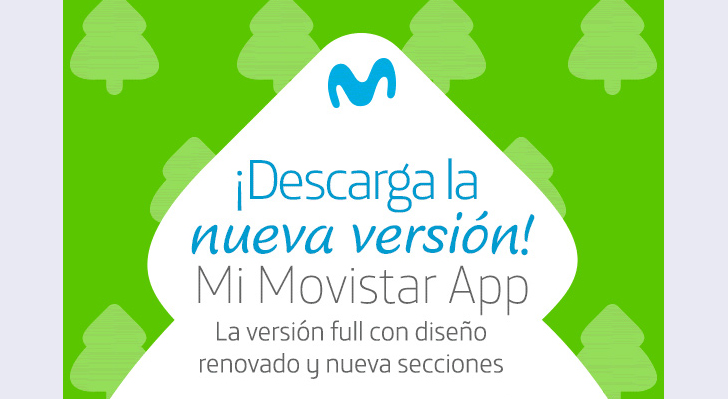 ¡Descarga la
nueva versión!
Mi Movistar App
La versión full con diseño
renovado y nueva secciones